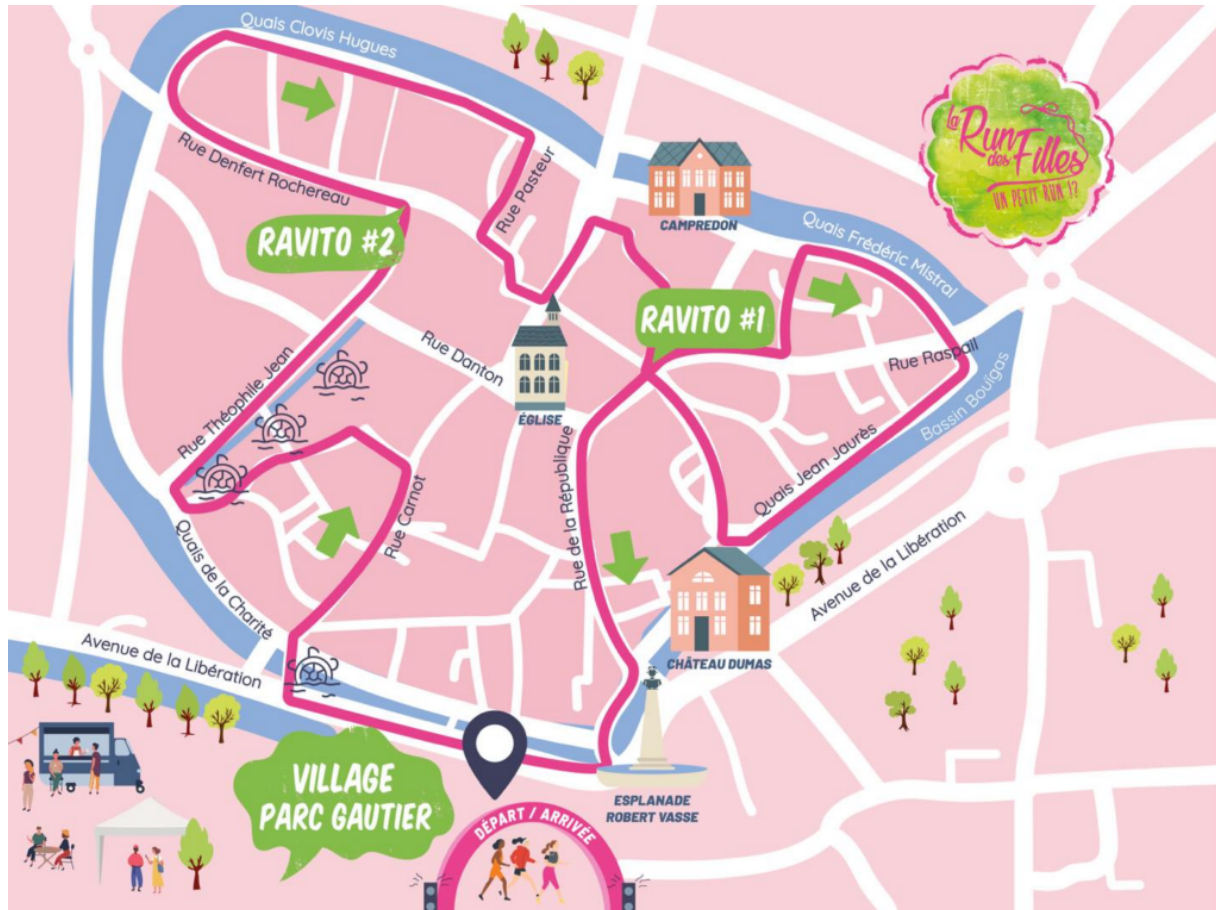 Quais Clovis Hugues
La
Run
des
Filles
UN PETIT RUN !?
Rue Denfert Rochereau
Rue Pasteur
CAMPREDON
Quais Frédéric Mistral
RAVITO #2
RAVITO #1
Rue Théophile Jean
Rue Danton
ÉGLISE
Rue Raspail
Bassin Bouigas
Rue Carnot
Rue de la République
Quais Jean Jaurès
Quais de la Charité
Avenue de la Libération
Avenue de la Libération
CHÂTEAU DUMAS
VILLAGE
PARC GAUTIER
ESPLANADE
ROBERT VASSE
DÉPART / ARRIVÉE